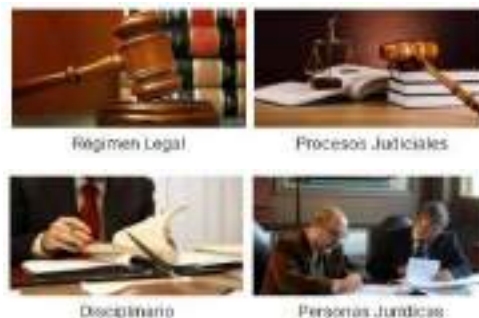 Régimen Legal
Procesos Judiciales
Disciplinario
Personas Jurídicas